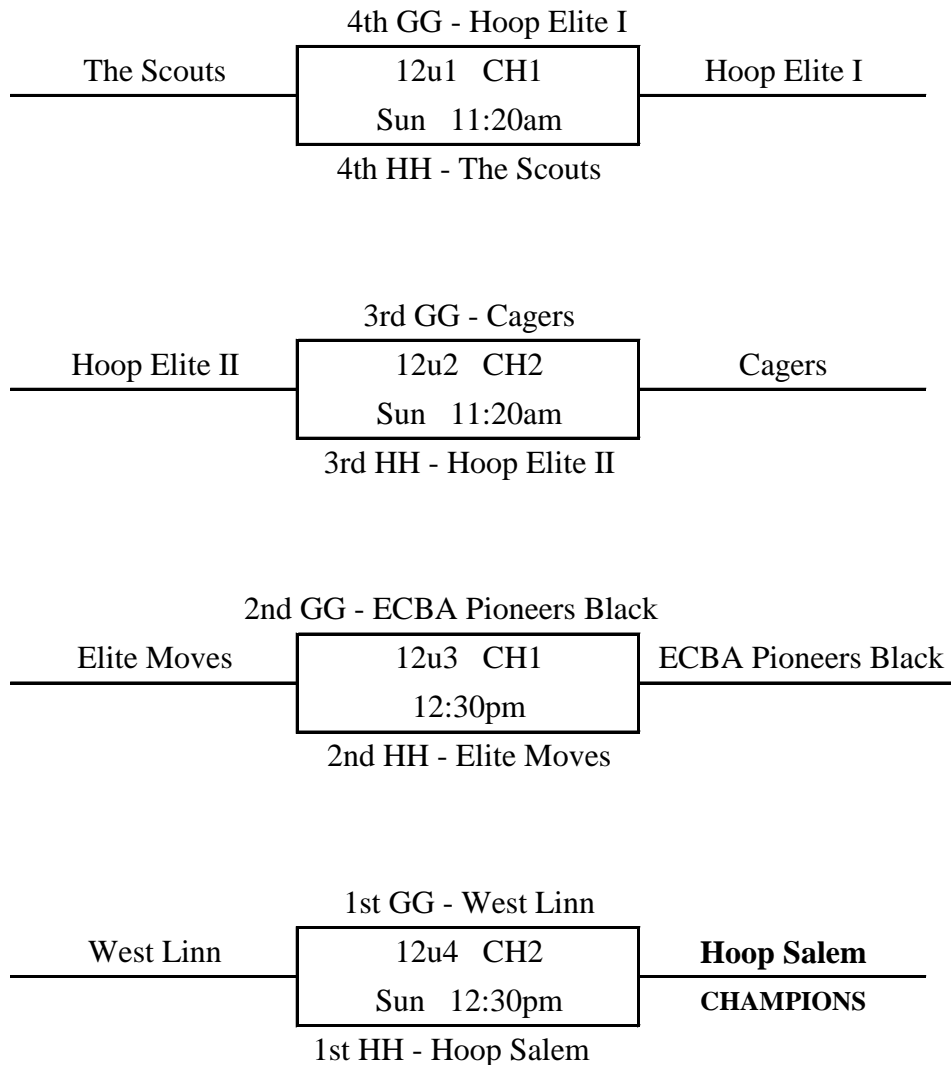 4th GG - Hoop Elite I
The Scouts 12u1 CH1 Hoop Elite I
Sun 11:20am
4th HH - The Scouts
3rd GG - Cagers
Hoop Elite II 12u2 CH2 Cagers
Sun 11:20am
3rd HH - Hoop Elite II
2nd GG - ECBA Pioneers Black
Elite Moves 12u3 CH1 ECBA Pioneers Black
12:30pm
2nd HH - Elite Moves
1st GG - West Linn
West Linn 12u4 CH2 Hoop Salem
Sun 12:30pm CHAMPIONS
1st HH - Hoop Salem